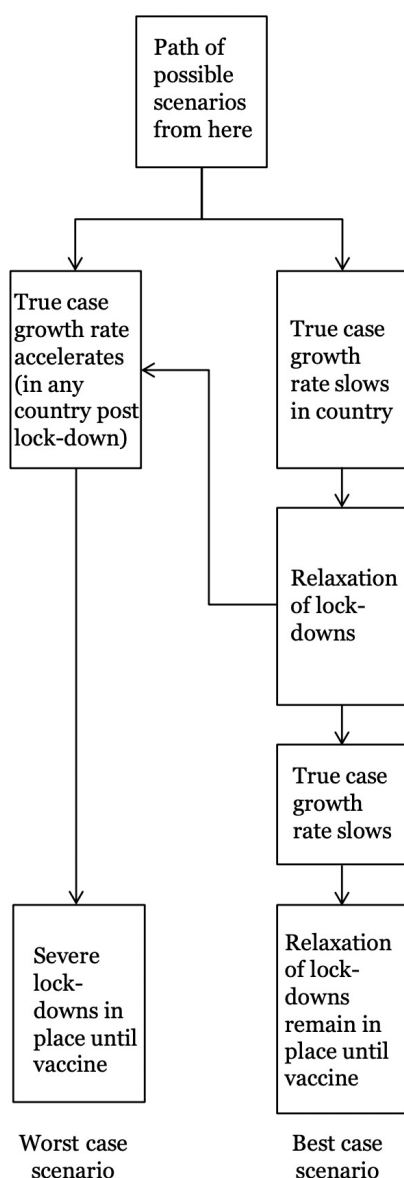 Path of
possible
scenarios
from here
True case
growth rate
accelerates
(in any
country post
lock-down)
True case
growth
rate slows
in country
Relaxation
of lock-
downs
True case
growth
rate slows
Severe
lock-
downs in
place until
vaccine
Relaxation
of lock-
downs
remain in
place until
vaccine
Worst case
scenario
Best case
scenario